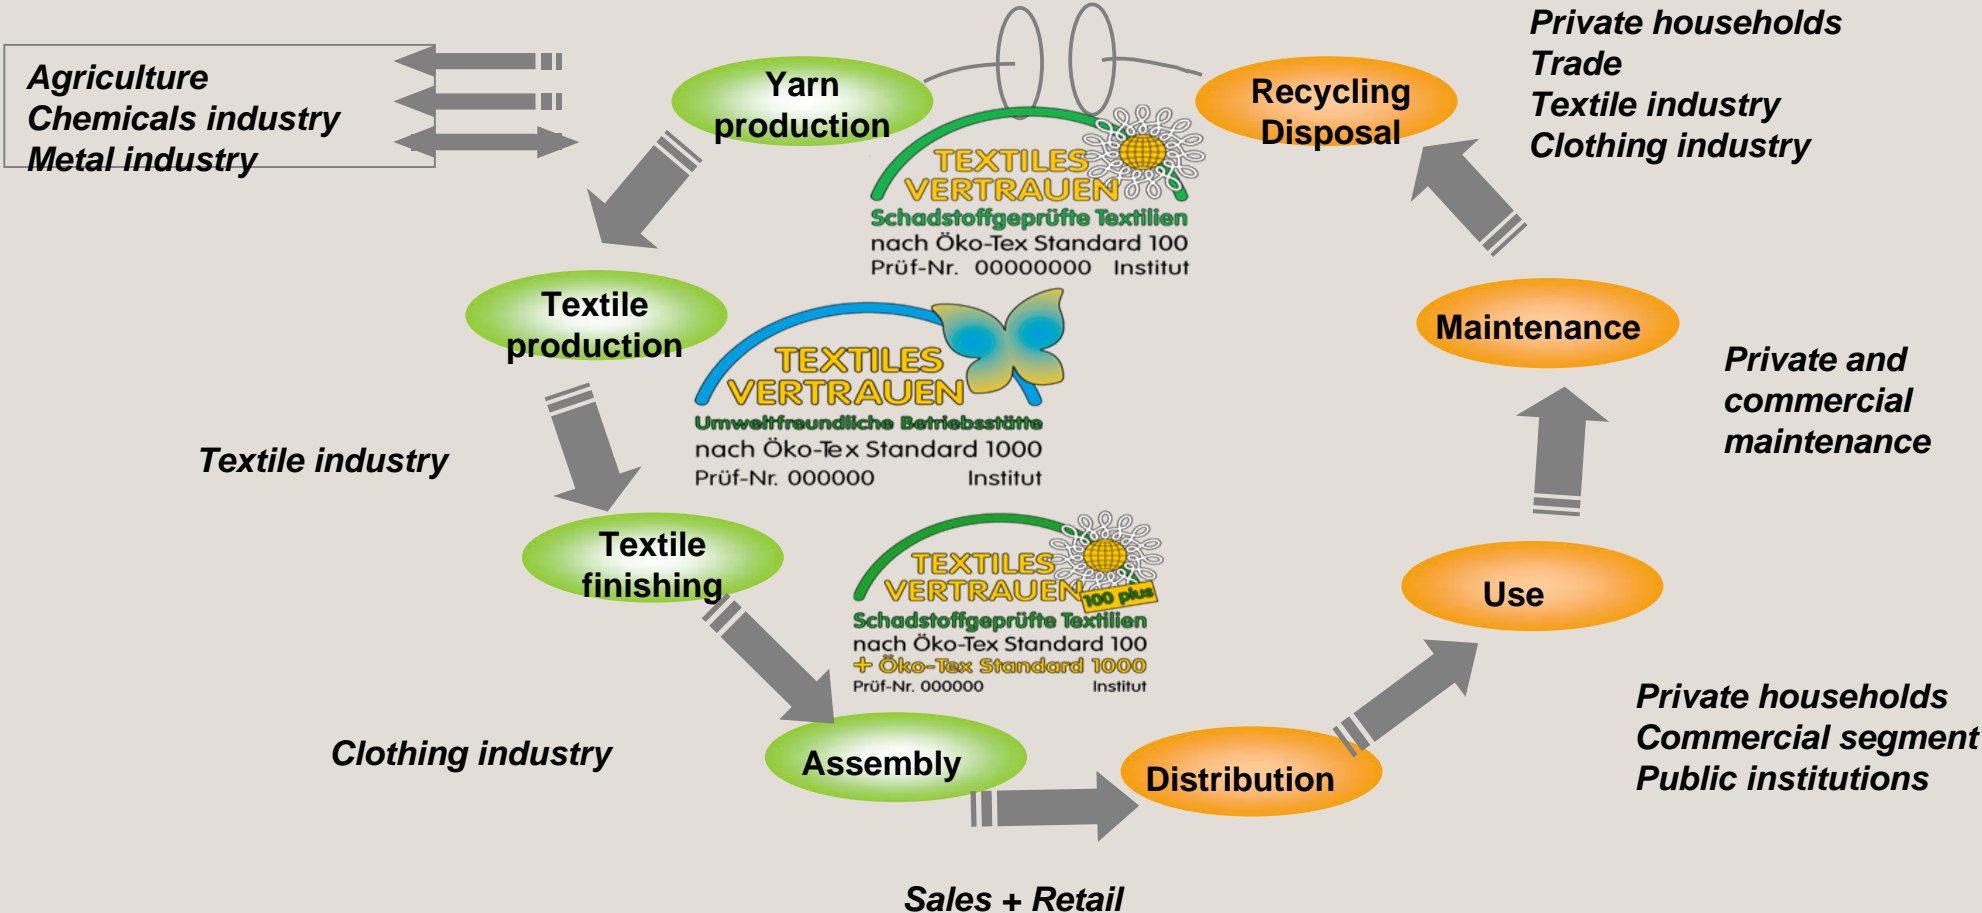 Agriculture
Chemicals industry
Metal industry
Yarn
production
Recycling
Disposal
Private households
Trade
Textile industry
Clothing industry
TEXTILES
VERTRAUEN
Schadstoffgeprüfte Textilien
nach Öko-Tex Standard 100
Prüf-Nr. 00000000 Institut
Textile
production
TEXTILES
VERTRAUEN
Umweltfreundliche Betriebsstätte
nach Öko-Tex Standard 1000
Prüf-Nr. 000000 Institut
Maintenance
Private and
commercial
maintenance
Textile industry
Textile
finishing
TEXTILES
VERTRAUEN
100 plus
Schadstoffgeprüfte Textilien
nach Öko-Tex Standard 100
+ Öko-Tex Standard 1000
Prüf-Nr. 000000 Institut
Use
Private households
Commercial segment
Public institutions
Clothing industry
Assembly
Distribution
Sales + Retail